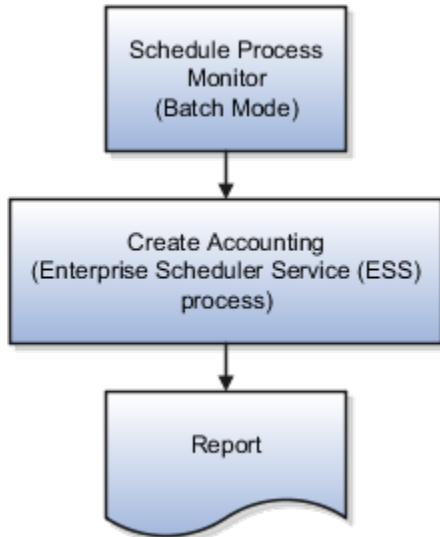 Schedule Process
Monitor
(Batch Mode)
Create Accounting
(Enterprise Scheduler Service (ESS)
process)
Report